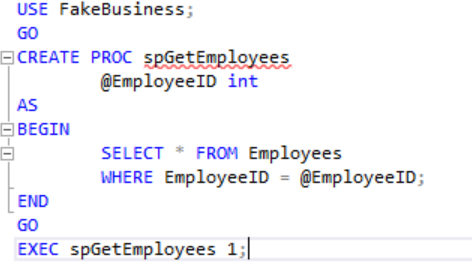 USE FakeBusiness;
GO
CREATE PROC spGetEmployees
@EmployeeID int
AS
BEGIN
SELECT * FROM Employees
WHERE EmployeeID = @EmployeeID;
END
GO
EXEC spGetEmployees 1;